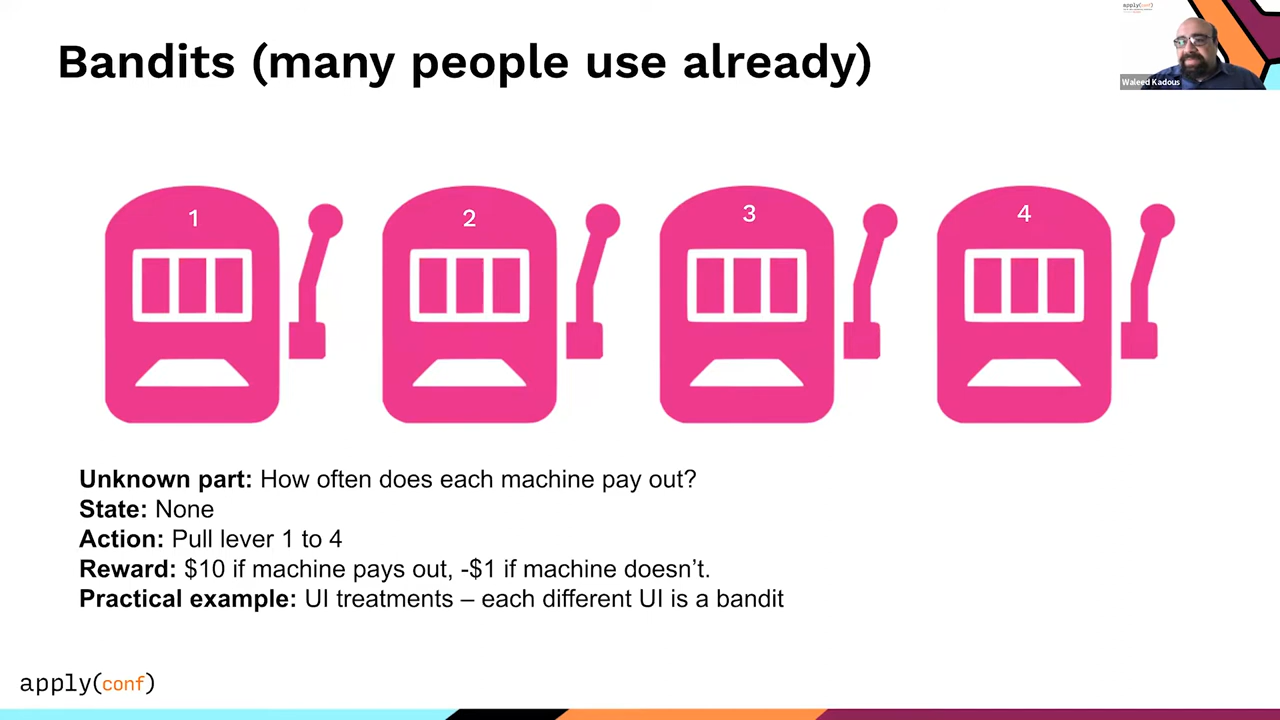 Bandits (many people use already)
apply(conf)
Waleed Kadous
1
2
3
4
Unknown part: How often does each machine pay out?
State: None
Action: Pull lever 1 to 4
Reward: $10 if machine pays out, -$1 if machine doesn’t.
Practical example: UI treatments – each different UI is a bandit
apply(conf)